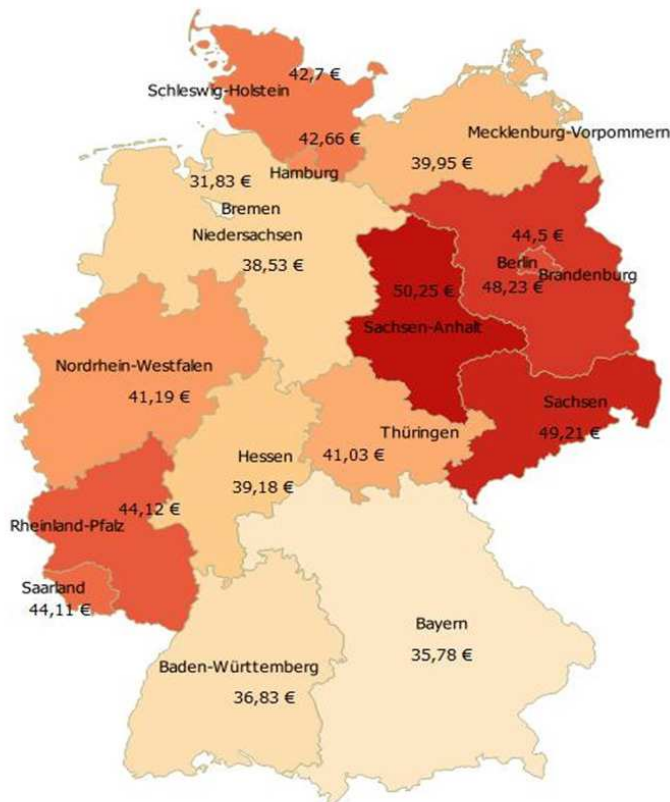 42,7 €
Schleswig-Holstein
42,66 €
Hamburg
Mecklenburg-Vorpommern
39,95 €
31,83 €
Bremen
Niedersachsen
38,53 €
44,5 €
Berlin
Brandenburg
48,23 €
50,25 €
Sachsen-Anhalt
Nordrhein-Westfalen
41,19 €
Sachsen
49,21 €
Thüringen
41,03 €
Hessen
39,18 €
44,12 €
Rheinland-Pfalz
Saarland
44,11 €
Bayern
35,78 €
Baden-Württemberg
36,83 €